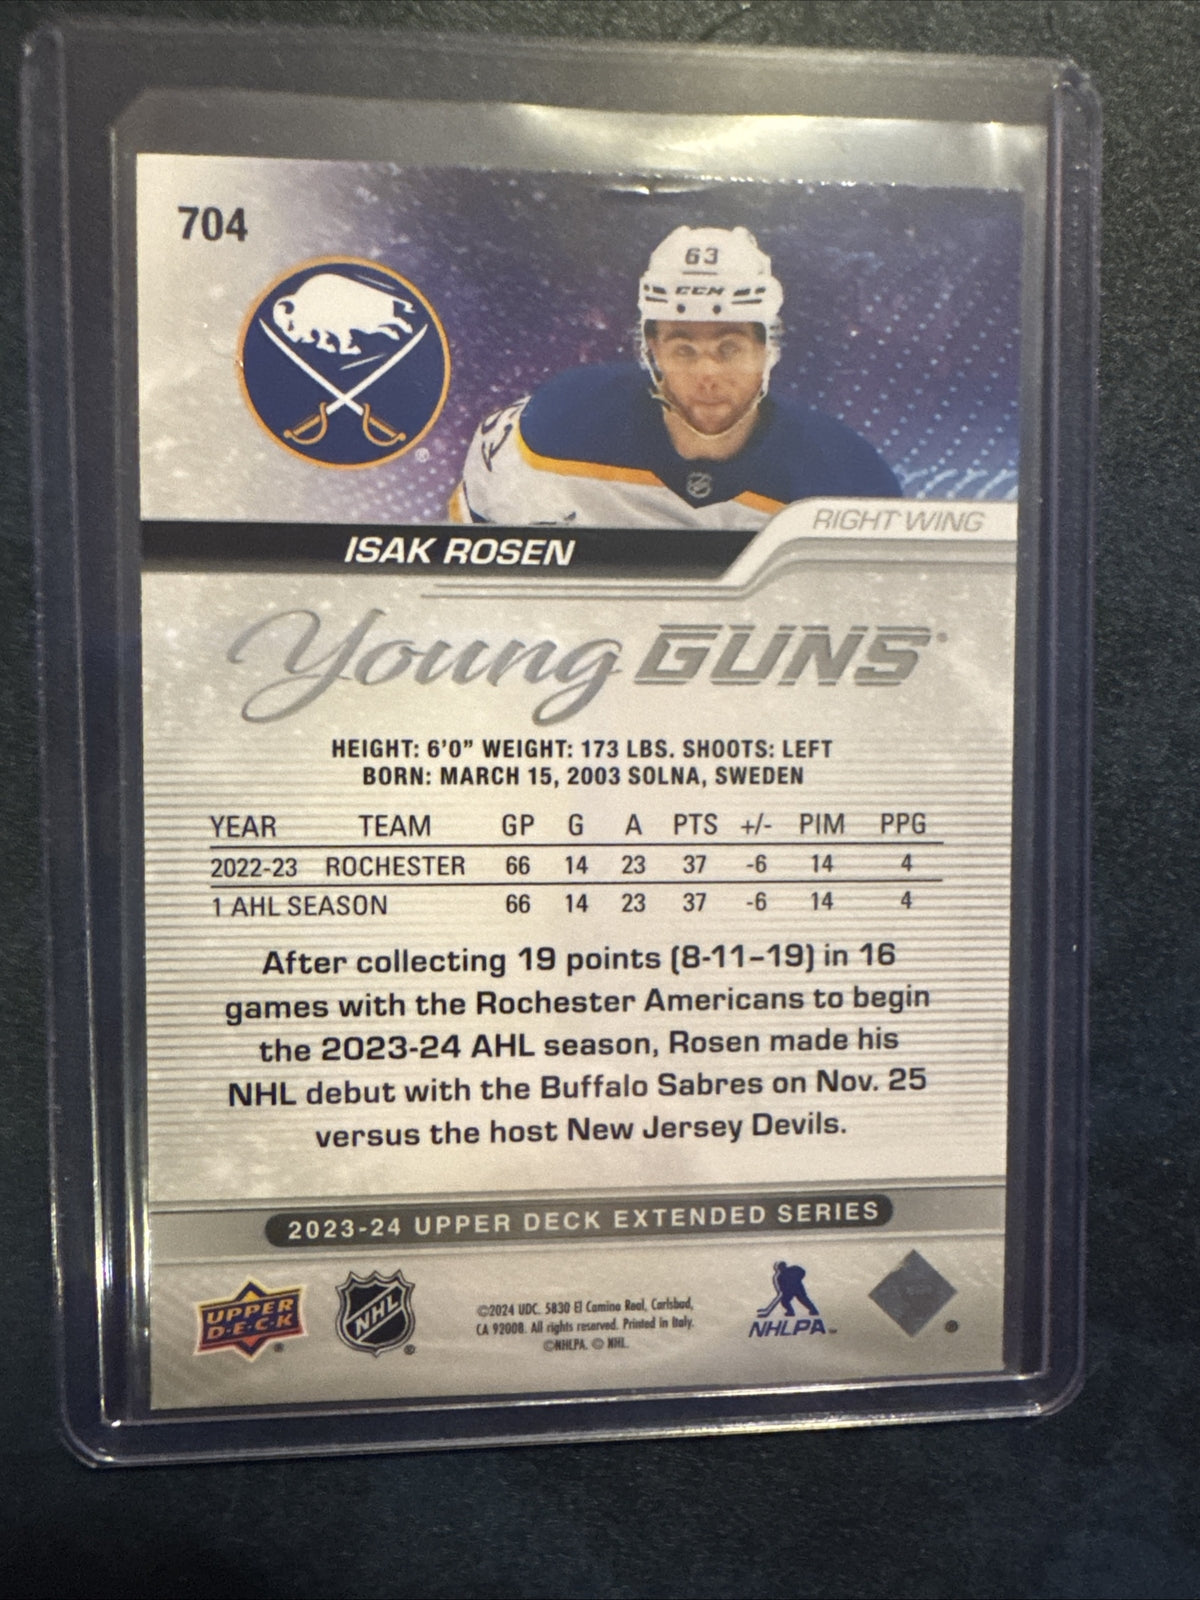 704
63
CCM
®
RIGHT WING
ISAK ROSEN
Young GUNS
HEIGHT: 6'0" WEIGHT: 173 LBS. SHOOTS: LEFT
BORN: MARCH 15, 2003 SOLNA, SWEDEN
YEAR TEAM GP G A PTS +/- PIM PPG
2022-23 ROCHESTER 66 14 23 37 -6 14 4
1 AHL SEASON 66 14 23 37 -6 14 4
After collecting 19 points (8-11–19) in 16
games with the Rochester Americans to begin
the 2023-24 AHL season, Rosen made his
NHL debut with the Buffalo Sabres on Nov. 25
versus the host New Jersey Devils.
2023-24 UPPER DECK EXTENDED SERIES
UPPER
D·E·C·K
NHL
©2024 UDC. 5830 El Camino Real, Carlsbad,
CA 92008. All rights reserved. Printed in Italy.
©NHLPA. © NHL.
NHLPA™